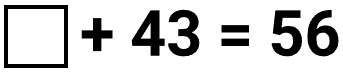 + 43 = 56